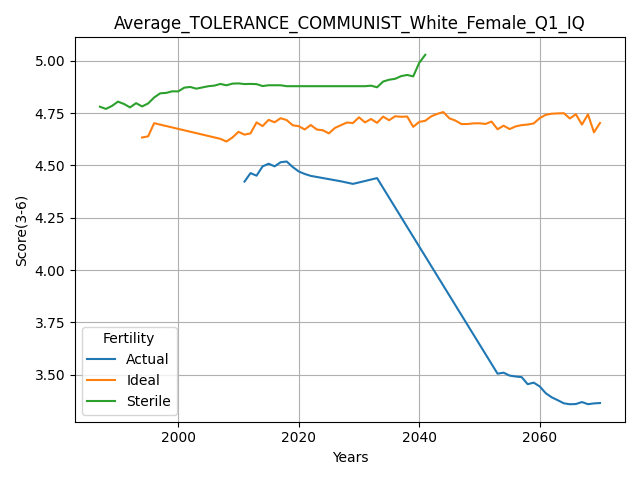 Average_TOLERANCE_COMMUNIST_White_Female_Q1_IQ
Score(3-6)
5.00
4.75
4.50
4.25
4.00
3.75
3.50
Fertility
Actual
Ideal
Sterile
2000 2020 2040 2060
Years